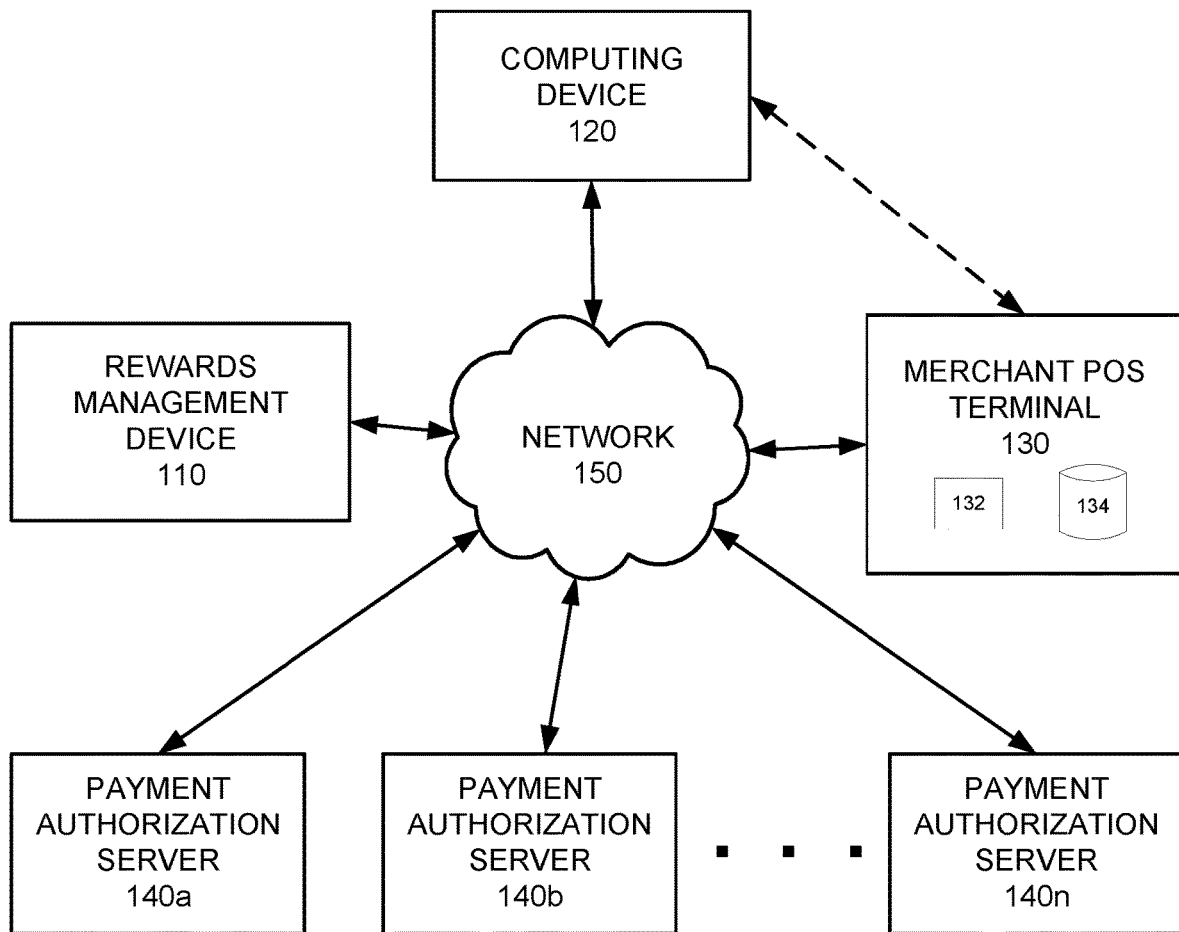 COMPUTING
DEVICE
120
REWARDS
MANAGEMENT
DEVICE
110
NETWORK
150
MERCHANT POS
TERMINAL
130
132
134
PAYMENT
AUTHORIZATION
SERVER
140a
PAYMENT
AUTHORIZATION
SERVER
140b
PAYMENT
AUTHORIZATION
SERVER
140n